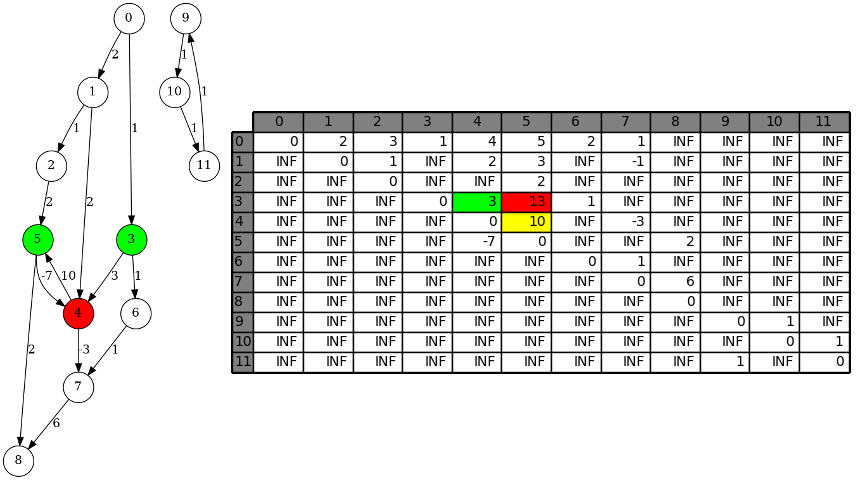 0 9
2 1
1 10 1
1 1 1
2 11
2 2
5 3
-7 10 3 1
4 6
2 -3 1
7
6
8
0 1 2 3 4 5 6 7 8 9 10 11
0 0 2 3 1 4 5 2 1 INF INF INF INF
1 INF 0 1 INF 2 3 INF -1 INF INF INF INF
2 INF INF 0 INF INF 2 INF INF INF INF INF INF
3 INF INF INF 0 3 13 1 INF INF INF INF INF
4 INF INF INF INF 0 10 INF -3 INF INF INF INF
5 INF INF INF INF -7 0 INF INF 2 INF INF INF
6 INF INF INF INF INF INF 0 1 INF INF INF INF
7 INF INF INF INF INF INF INF 0 6 INF INF INF
8 INF INF INF INF INF INF INF INF 0 INF INF INF
9 INF INF INF INF INF INF INF INF INF 0 1 INF
10 INF INF INF INF INF INF INF INF INF INF 0 1
11 INF INF INF INF INF INF INF INF INF 1 INF 0